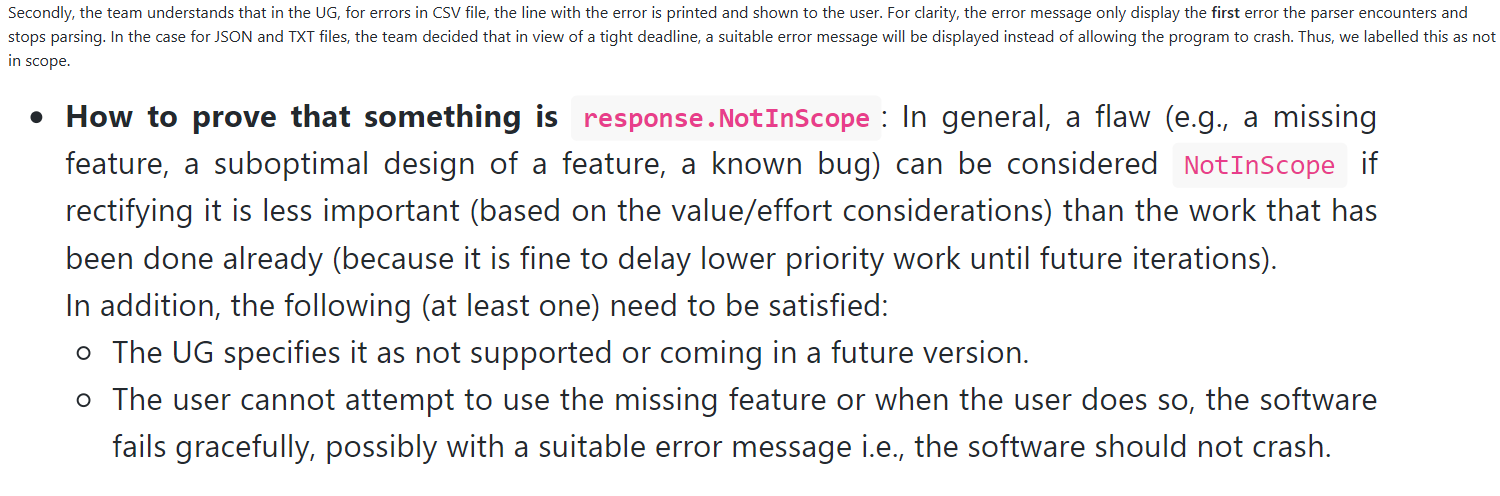 Secondly, the team understands that in the UG, for errors in CSV file, the line with the error is printed and shown to the user. For clarity, the error message only display the first error the parser encounters and
stops parsing. In the case for JSON and TXT files, the team decided that in view of a tight deadline, a suitable error message will be displayed instead of allowing the program to crash. Thus, we labelled this as not
in scope.
• How to prove that something is response.NotInScope : In general, a flaw (e.g., a missing
feature, a suboptimal design of a feature, a known bug) can be considered NotInScope if
rectifying it is less important (based on the value/effort considerations) than the work that has
been done already (because it is fine to delay lower priority work until future iterations).
In addition, the following (at least one) need to be satisfied:
○ The UG specifies it as not supported or coming in a future version.
○ The user cannot attempt to use the missing feature or when the user does so, the software
fails gracefully, possibly with a suitable error message i.e., the software should not crash.